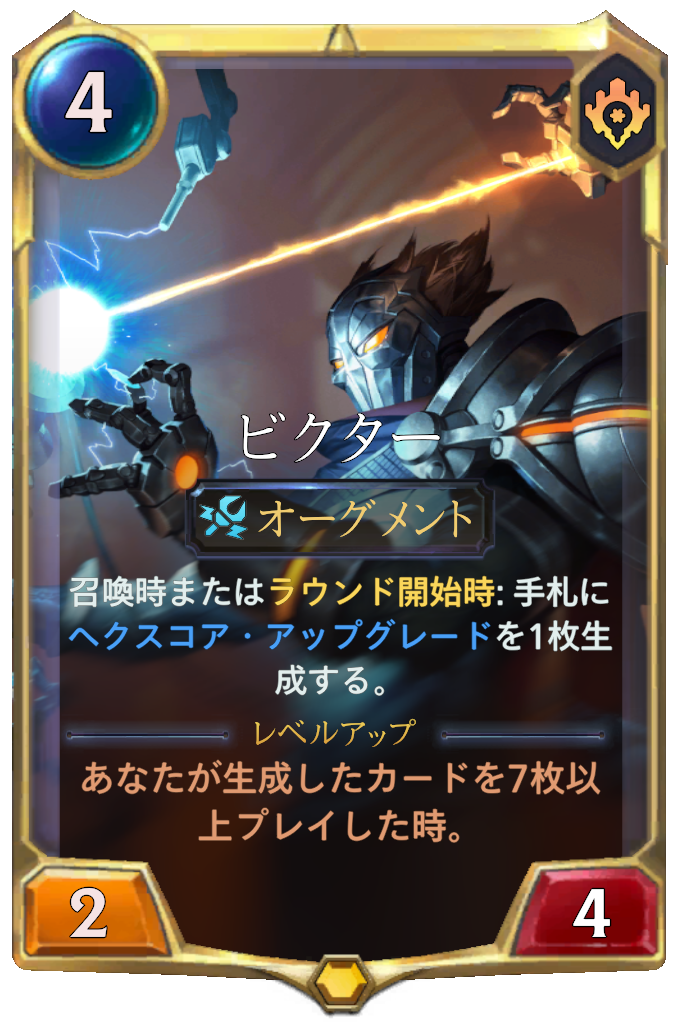 4
ビクター
オーグメント
召喚時またはラウンド開始時: 手札に
ヘクスコア・アップグレードを1枚生
成する。
レベルアップ
あなたが生成したカードを7枚以
上プレイした時。
2
4